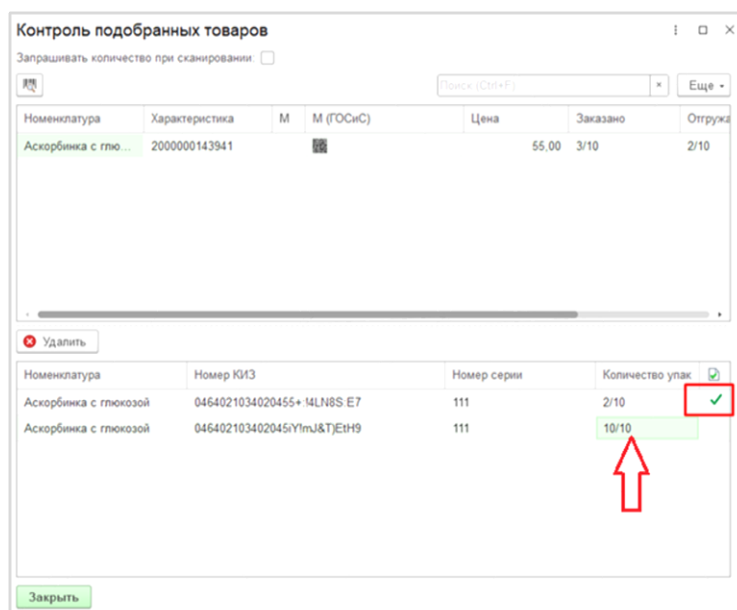 Контроль подобранных товаров
Запрашивать количество при сканировании:
Поиск (Ctrl+F) × Еще
Номенклатура Характеристика М М (ГОСиС) Цена Заказано Отгружа
Аскорбинка с глю... 2000000143941 55,00 3/10 2/10
Удалить
Номенклатура Номер КИЗ Номер серии Количество упак
Аскорбинка с глюкозой 0464021034020455+:!4LN8S:E7 111 2/10
Аскорбинка с глюкозой 046402103402045iY!mJ&T)EtH9 111 10/10
Закрыть